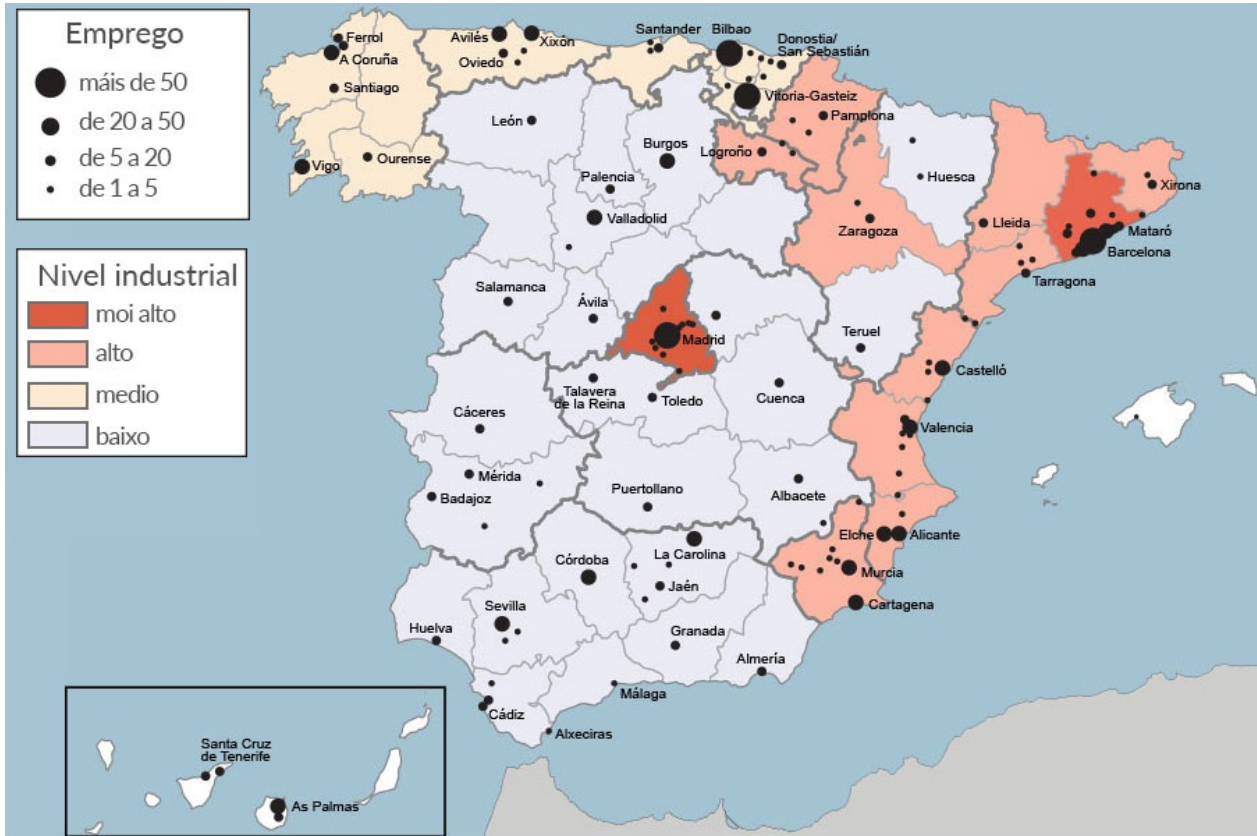 Emprego
máis de 50
de 20 a 50
de 5 a 20
de 1 a 5
Nivel industrial
moi alto
alto
medio
baixo
Ferrol
A Coruña
Santiago
Vigo
Ourense
Avilés
Xixón
Oviedo
Santander
Bilbao
Donostia/
San Sebastián
Vitoria-Gasteiz
Pamplona
Logroño
León
Burgos
Palencia
Valladolid
Huesca
Zaragoza
Lleida
Xirona
Mataró
Barcelona
Tarragona
Salamanca
Ávila
Madrid
Teruel
Castelló
Talavera
de la Reina
Toledo
Cuenca
Cáceres
Valencia
Mérida
Badajoz
Puertollano
Albacete
Elche
Alicante
Córdoba
La Carolina
Jaén
Murcia
Cartagena
Sevilla
Huelva
Granada
Almería
Málaga
Cádiz
Alxeciras
Santa Cruz
de Tenerife
As Palmas